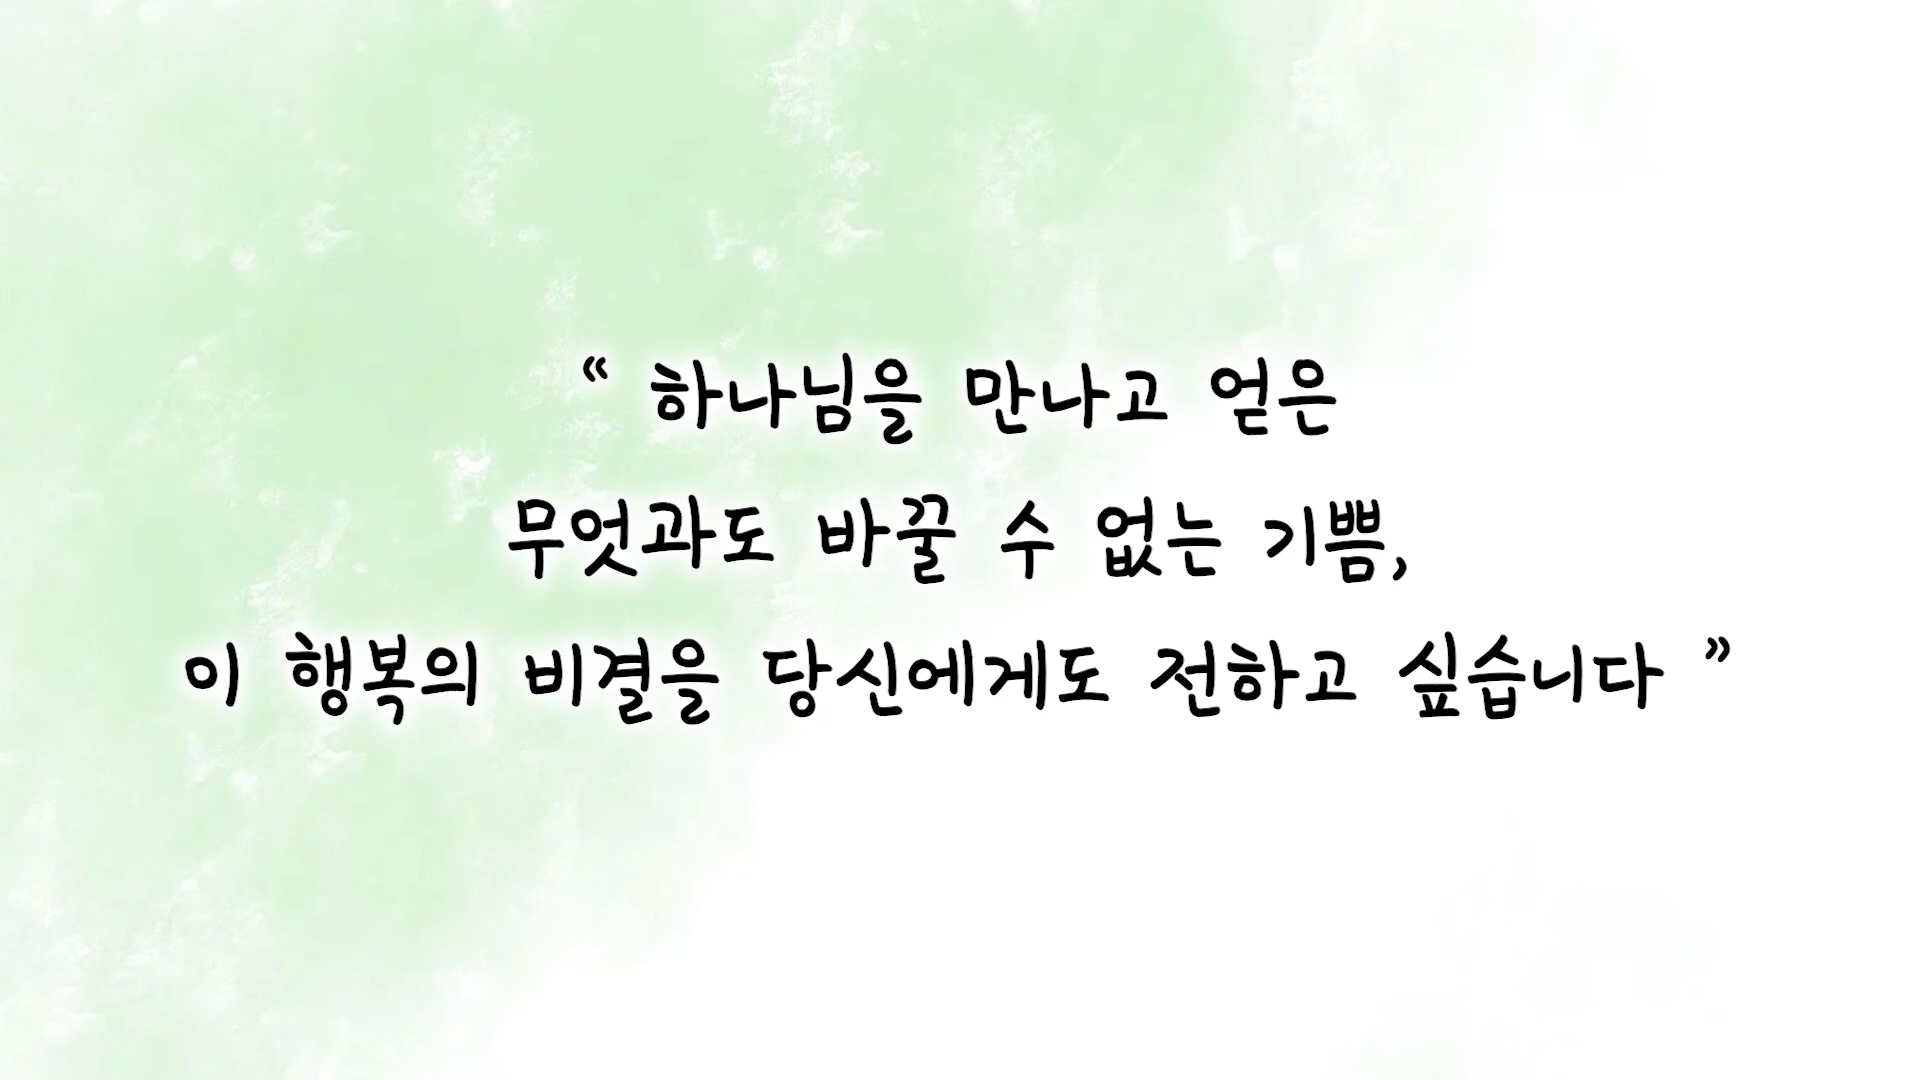 “ 하나님을 만나고 얻은
무엇과도 바꿀 수 없는 기쁨,
이 행복의 비결을 당신에게도 전하고 싶습니다 ”